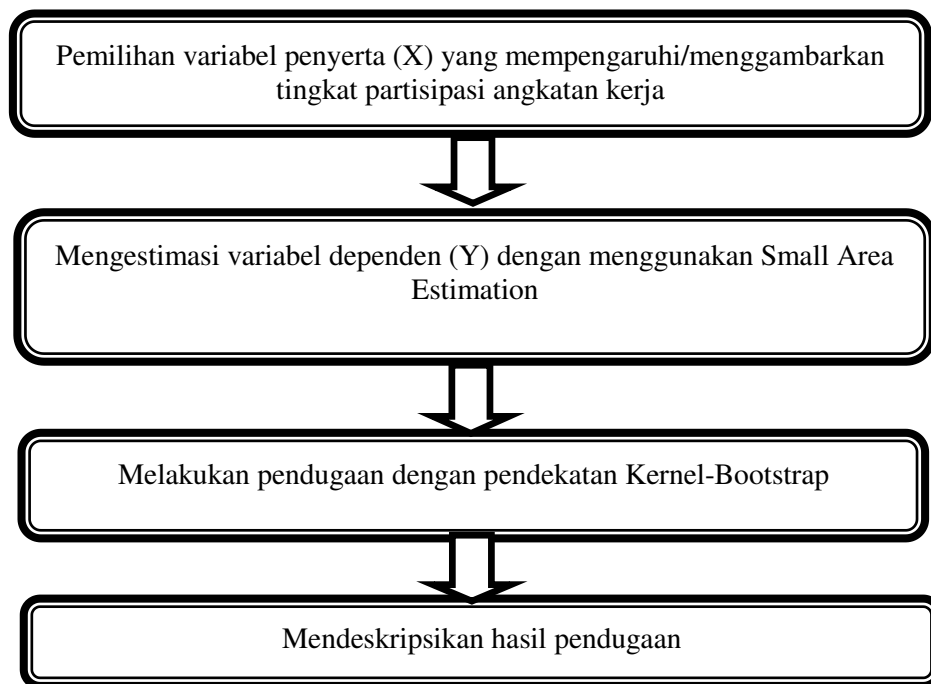 Pemilihan variabel penyerta (X) yang mempengaruhi/menggambarkan
tingkat partisipasi angkatan kerja
Mengestimasi variabel dependen (Y) dengan menggunakan Small Area
Estimation
Melakukan pendugaan dengan pendekatan Kernel-Bootstrap
Mendeskripsikan hasil pendugaan